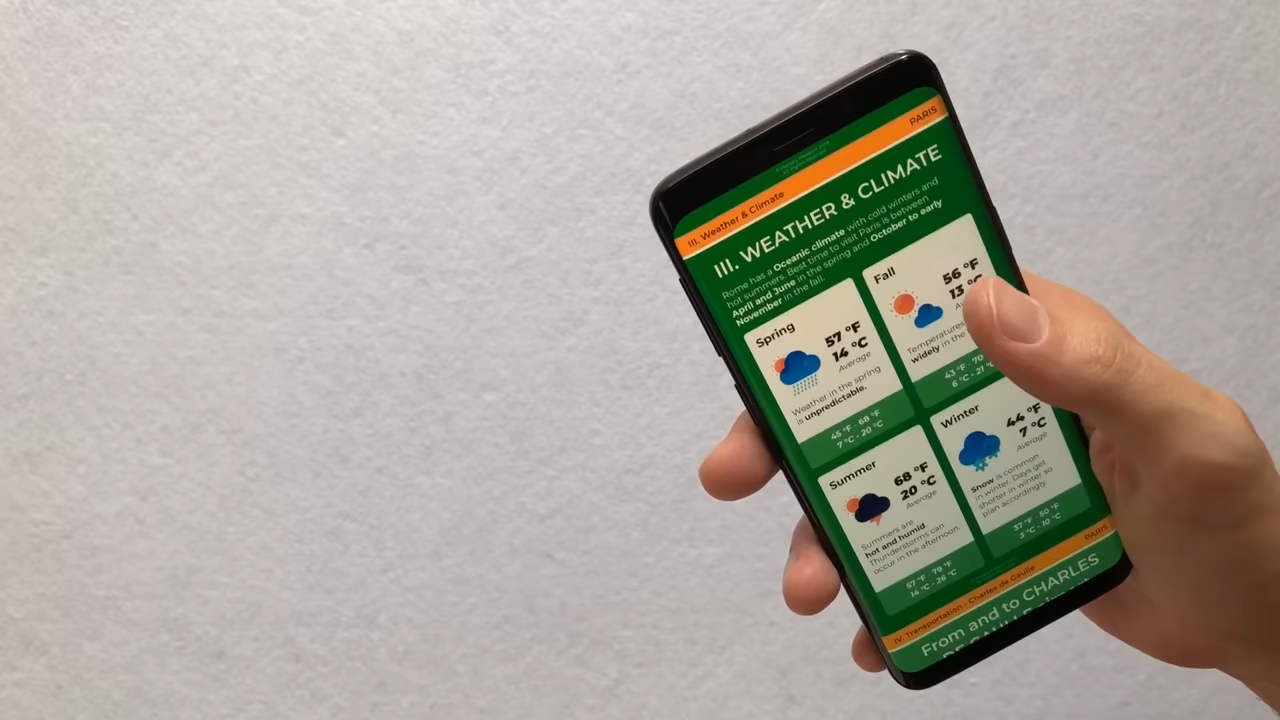 III. Weather & Climate PARIS
III. WEATHER & CLIMATE
Rome has a Oceanic climate with cold winters and
hot summers. Best time to visit Paris is between
April and June in the spring and October to early
November in the fall.
Spring
57 °F
14 °C
Average
Weather in the spring
is unpredictable.
45 °F - 68 °F
7 °C - 20 °C
Fall
56 °F
13 °C
Temperatures
widely in the
43 °F - 70
6 °C - 21 °C
Summer
68 °F
20 °C
Average
Summers are
hot and humid.
Thunderstorms can
occur in the afternoon.
57 °F - 79 °F
14 °C - 26 °C
Winter
44 °F
7 °C
Average
Snow is common
in winter. Days get
shorter in winter so
plan accordingly.
37 °F - 50 °F
3 °C - 10 °C
IV. Transportation - Charles de Gaulle PARIS
From and to CHARLES